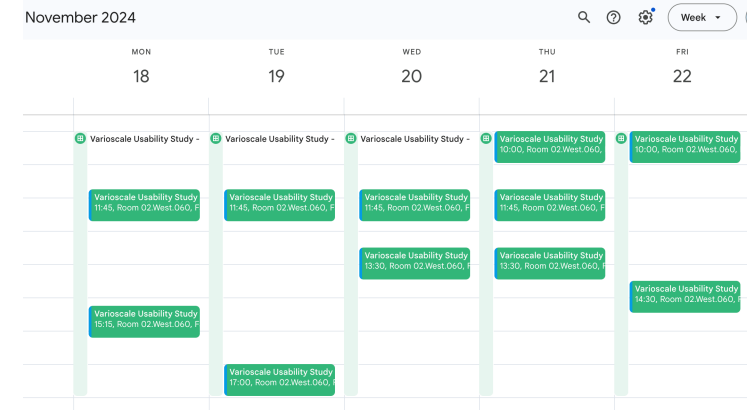 November 2024
Week
MON
TUE
WED
THU
FRI
18
19
20
21
22
Varioscale Usability Study -
Varioscale Usability Study -
Varioscale Usability Study -
Varioscale Usability Study
10:00, Room 02.West.060,
Varioscale Usability Study
10:00, Room 02.West.060,
Varioscale Usability Study
11:45, Room 02.West.060, F
Varioscale Usability Study
11:45, Room 02.West.060, F
Varioscale Usability Study
11:45, Room 02.West.060, F
Varioscale Usability Study
11:45, Room 02.West.060, F
Varioscale Usability Study
13:30, Room 02.West.060, F
Varioscale Usability Study
13:30, Room 02.West.060, F
Varioscale Usability Study
14:30, Room 02.West.060, F
Varioscale Usability Study
15:15, Room 02.West.060, F
Varioscale Usability Study
17:00, Room 02.West.060, F